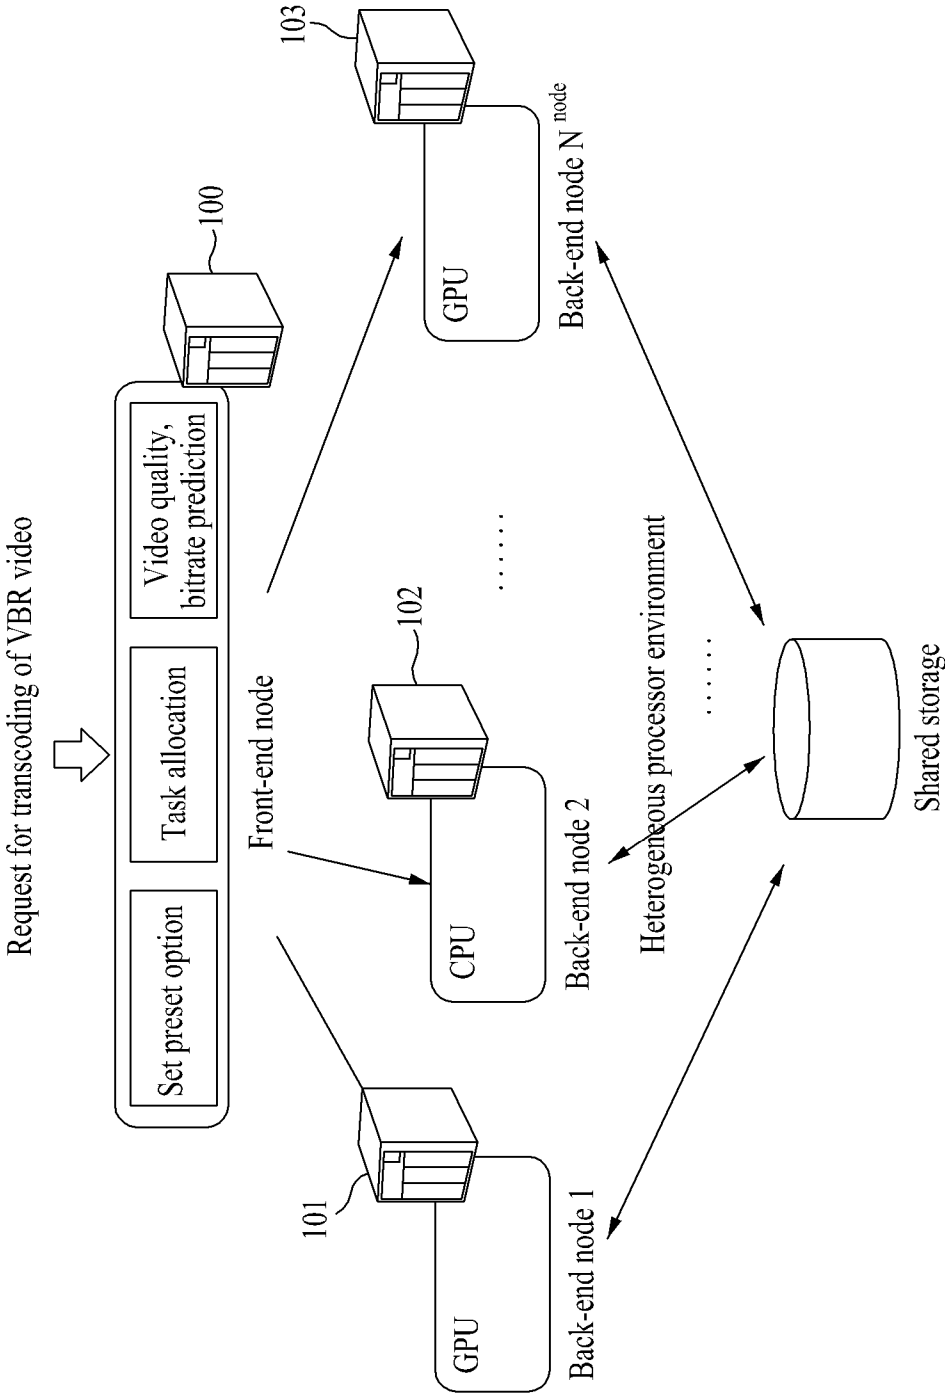 Request for transcoding of VBR video
Set preset option
Task allocation
Video quality,
bitrate prediction
100
Front-end node
101
102
103
GPU
CPU
GPU
Back-end node 1
Back-end node 2
Back-end node N node
.......
Heterogeneous processor environment
.......
Shared storage